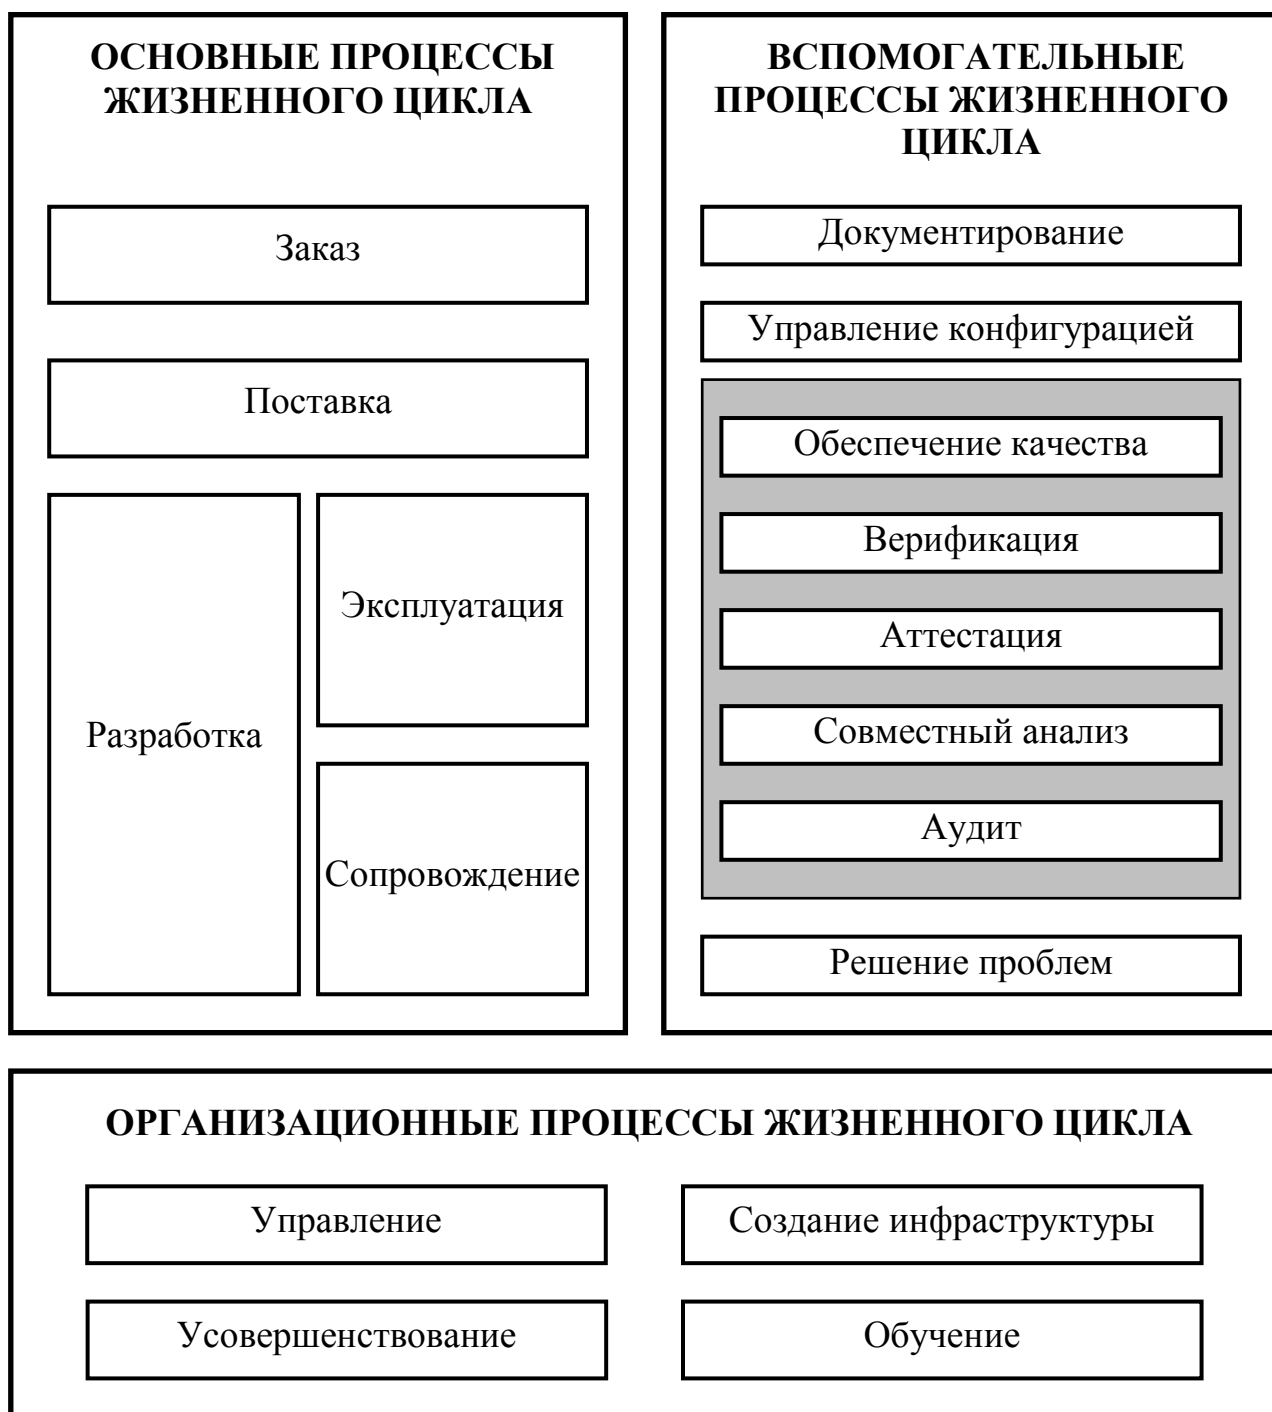 ОСНОВНЫЕ ПРОЦЕССЫ
ЖИЗНЕННОГО ЦИКЛА
Заказ
Поставка
Разработка
Эксплуатация
Сопровождение
ВСПОМОГАТЕЛЬНЫЕ
ПРОЦЕССЫ ЖИЗНЕННОГО
ЦИКЛА
Документирование
Управление конфигурацией
Обеспечение качества
Верификация
Аттестация
Совместный анализ
Аудит
Решение проблем
ОРГАНИЗАЦИОННЫЕ ПРОЦЕССЫ ЖИЗНЕННОГО ЦИКЛА
Управление
Создание инфраструктуры
Усовершенствование
Обучение